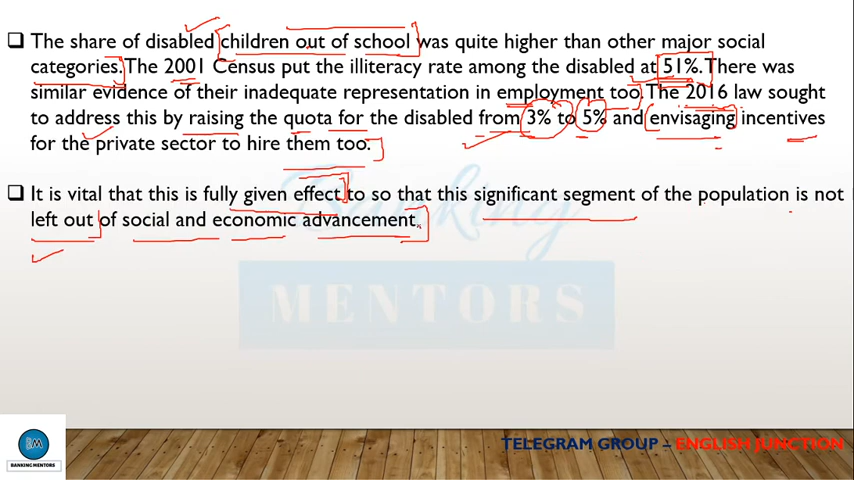 The share of disabled children out of school was quite higher than other major social
categories. The 2001 Census put the illiteracy rate among the disabled at 51%. There was
similar evidence of their inadequate representation in employment too. The 2016 law sought
to address this by raising the quota for the disabled from 3% to 5% and envisaging incentives
for the private sector to hire them too.
It is vital that this is fully given effect to so that this significant segment of the population is not
left out of social and economic advancement.
Banking
MENTORS
BM
BANKING MENTORS
TELEGRAM GROUP – ENGLISH JUNCTION